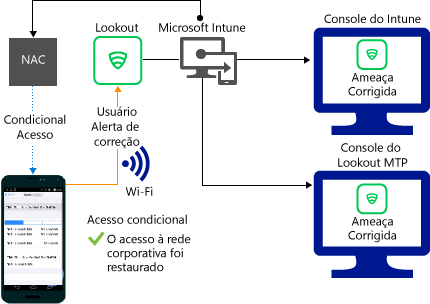 Lookout
Microsoft Intune
Console do Intune
NAC
Ameaça
Corrigida
Condicional
Acesso
Usuário
Alerta de
correção
Wi-Fi
Console do
Lookout MTP
Ameaça
Corrigida
Acesso condicional
O acesso à rede
corporativa foi
restaurado